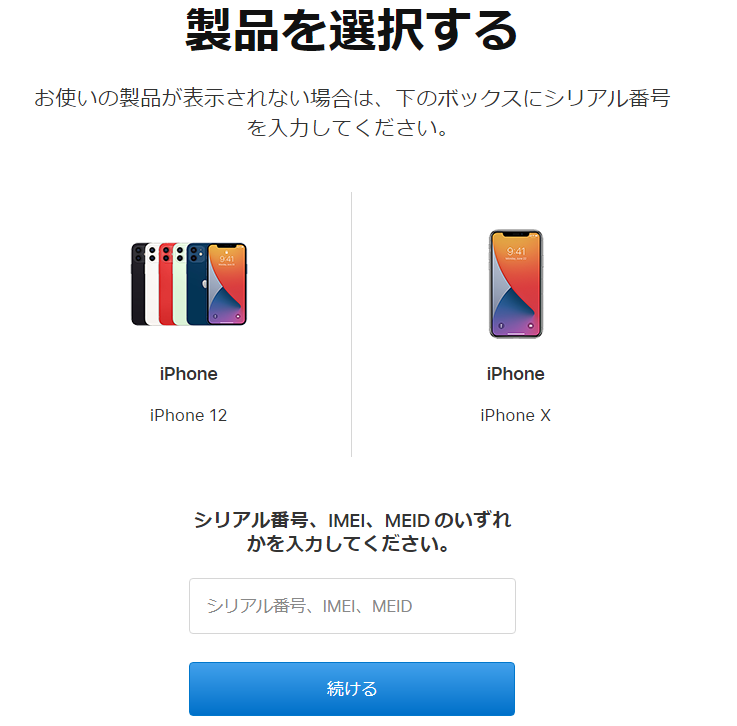 製品を選択する
お使いの製品が表示されない場合は、下のボックスにシリアル番号
を入力してください。
9:41
9:41
iPhone
iPhone
iPhone 12
iPhone X
シリアル番号、IMEI、MEID のいずれ
かを入力してください。
シリアル番号、IMEI、MEID
続ける